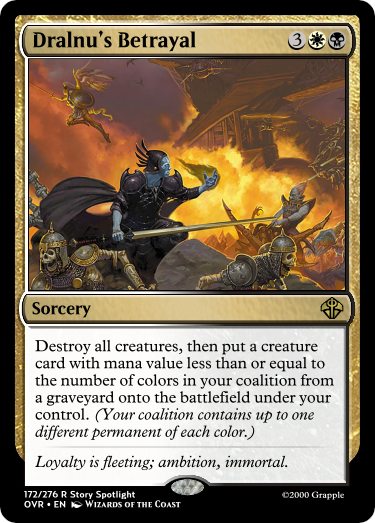 Dralnu's Betrayal 3
Sorcery
Destroy all creatures, then put a creature
card with mana value less than or equal to
the number of colors in your coalition from
a graveyard onto the battlefield under your
control. (Your coalition contains up to one
different permanent of each color.)
Loyalty is fleeting; ambition, immortal.
172/276 R Story Spotlight
OVR • EN Wizards of the Coast
©2000 Grapple